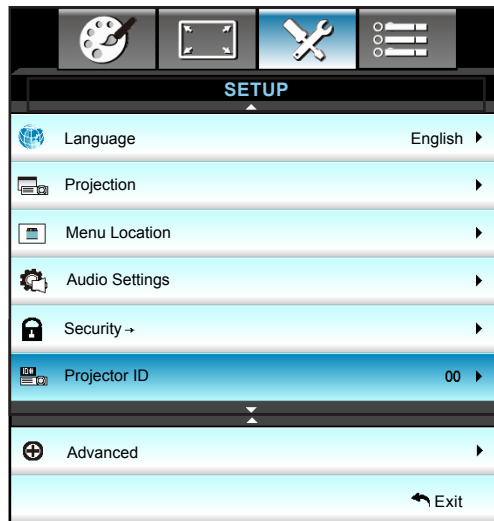 SETUP
Language English
Projection
Menu Location
Audio Settings
Security→
Projector ID 00
Advanced
Exit